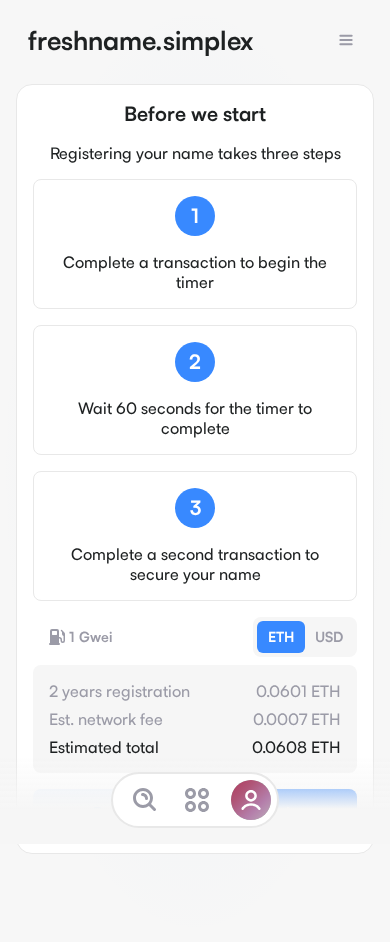 freshname.simplex
Before we start
Registering your name takes three steps
1
Complete a transaction to begin the
timer
2
Wait 60 seconds for the timer to
complete
3
Complete a second transaction to
secure your name
1 Gwei
ETH USD
2 years registration 0.0601 ETH
Est. network fee 0.0007 ETH
Estimated total 0.0608 ETH